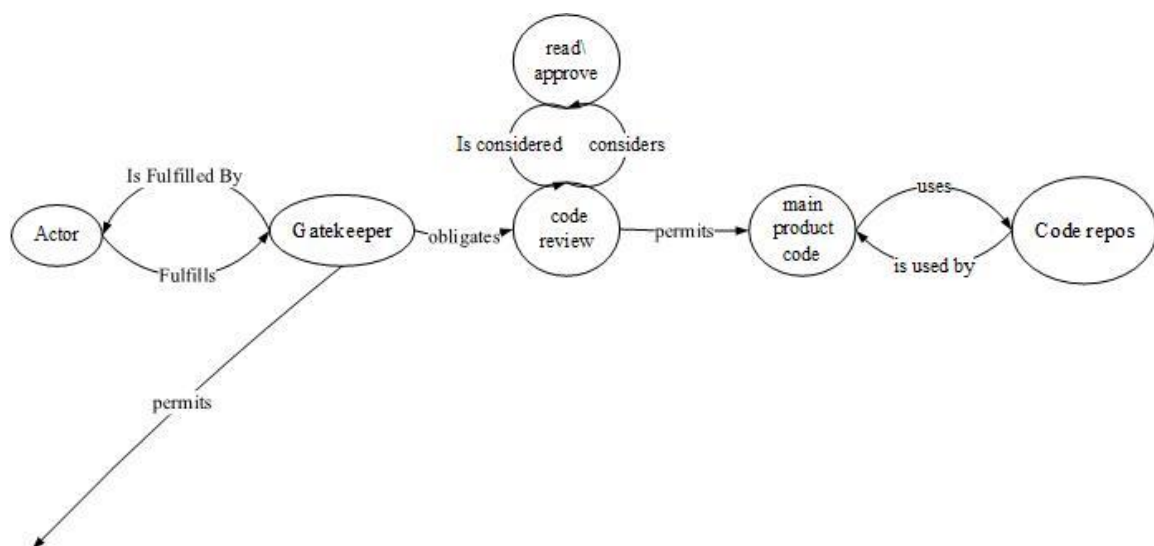 read\
approve
Is considered
considers
Is Fulfilled By
Actor
Gatekeeper
Fulfills
obligates
code
review
permits
main
product
code
uses
is used by
Code repos
permits